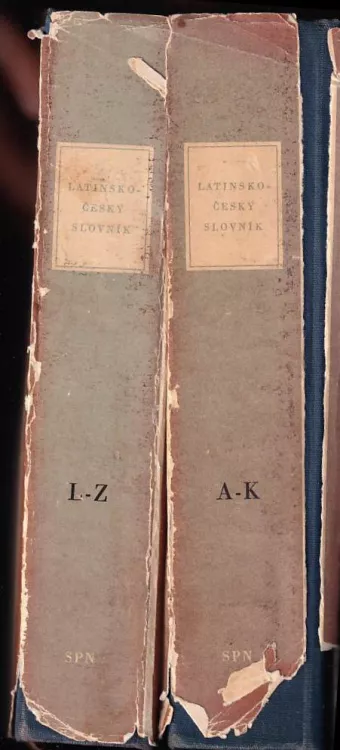 LATINSKO-
ČESKÝ
SLOVNÍK
L-Z
SPN
LATINSKO-
ČESKÝ
SLOVNÍK
A-K
SPN